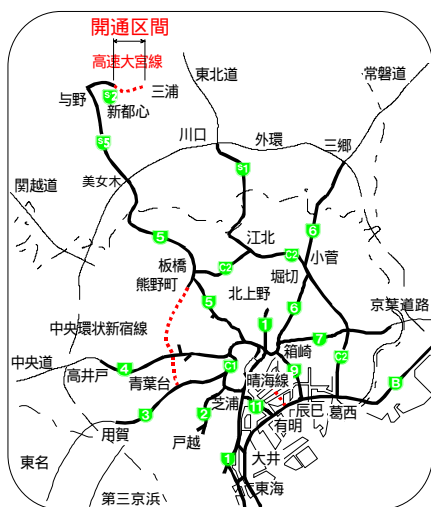 開通区間
高速大宮線
東北道
常磐道
与野
S2
三浦
新都心
川口
外環
三郷
S5
S1
美女木
関越道
5
江北
6
C2
小菅
板橋
C2
堀切
熊野町
北上野
5
6
京葉道路
中央環状新宿線
1
7
箱崎
C2
中央道
4
C1
高井戸
青葉台
晴海線
9
B
芝浦
11
辰巳
葛西
3
2
有明
用賀
戸越
大井
東名
1
東海
第三京浜